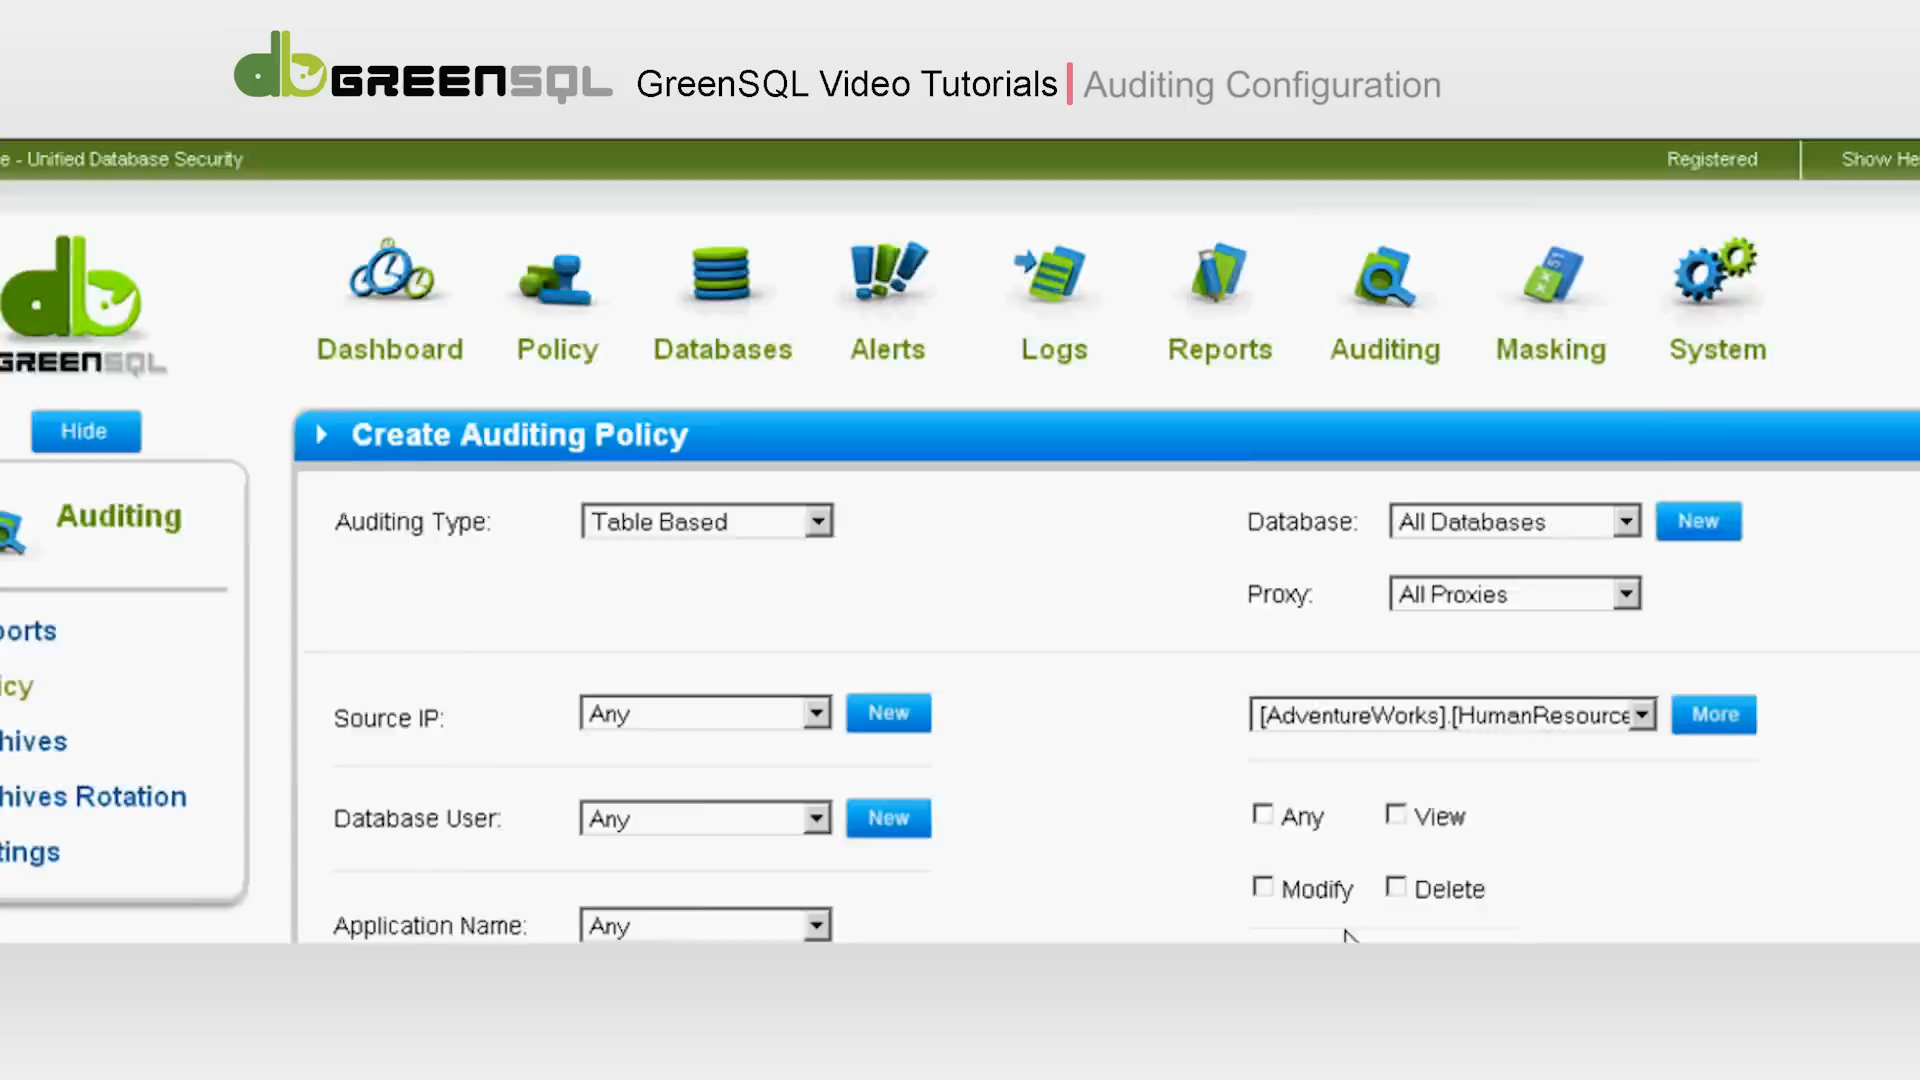 GREENSQL GreenSQL Video Tutorials Auditing Configuration
e - Unified Database Security Registered Show He
GREENSQL
Dashboard Policy Databases Alerts Logs Reports Auditing Masking System
Hide
Create Auditing Policy
Auditing
Auditing Type: Table Based Database: All Databases New
Proxy: All Proxies
ports
icy
hives
hives Rotation
tings
Source IP: Any New [AdventureWorks].[HumanResource More
Database User: Any New Any View
Modify Delete
Application Name: Any